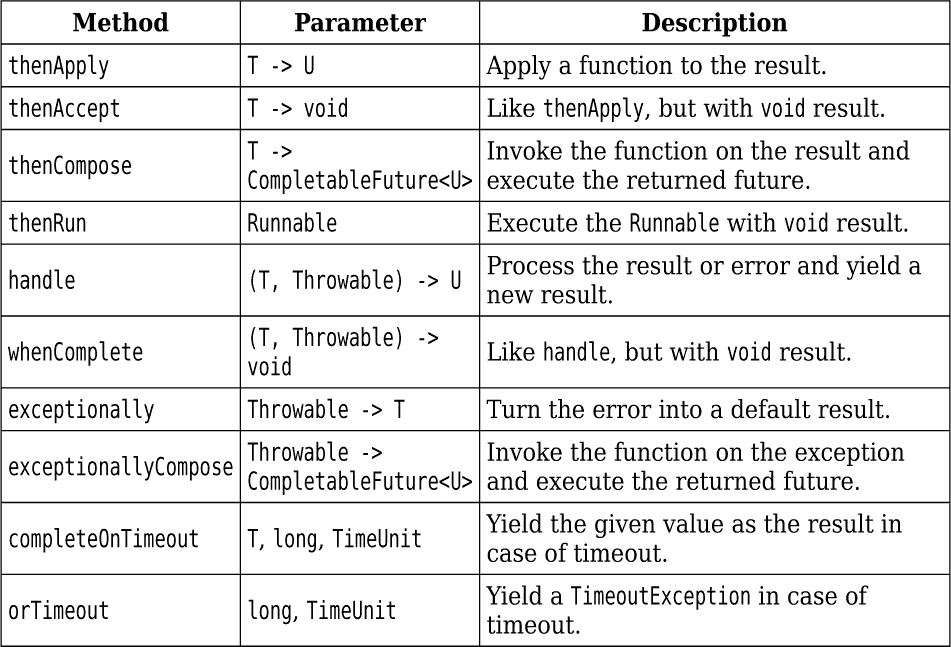 Method Parameter Description
thenApply T -> U Apply a function to the result.
thenAccept T -> void Like thenApply, but with void result.
thenCompose T -> CompletableFuture<U> Invoke the function on the result and
execute the returned future.
thenRun Runnable Execute the Runnable with void result.
handle (T, Throwable) -> U Process the result or error and yield a
new result.
whenComplete (T, Throwable) -> void Like handle, but with void result.
exceptionally Throwable -> T Turn the error into a default result.
exceptionallyCompose Throwable -> CompletableFuture<U> Invoke the function on the exception
and execute the returned future.
completeOnTimeout T, long, TimeUnit Yield the given value as the result in
case of timeout.
orTimeout long, TimeUnit Yield a TimeoutException in case of
timeout.